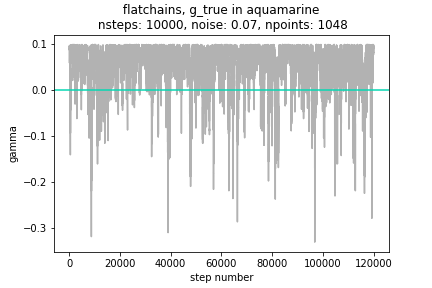 flatchains, g_true in aquamarine
nsteps: 10000, noise: 0.07, npoints: 1048
0.1
0.0
−0.1
−0.2
−0.3
gamma
0 20000 40000 60000 80000 100000 120000
step number